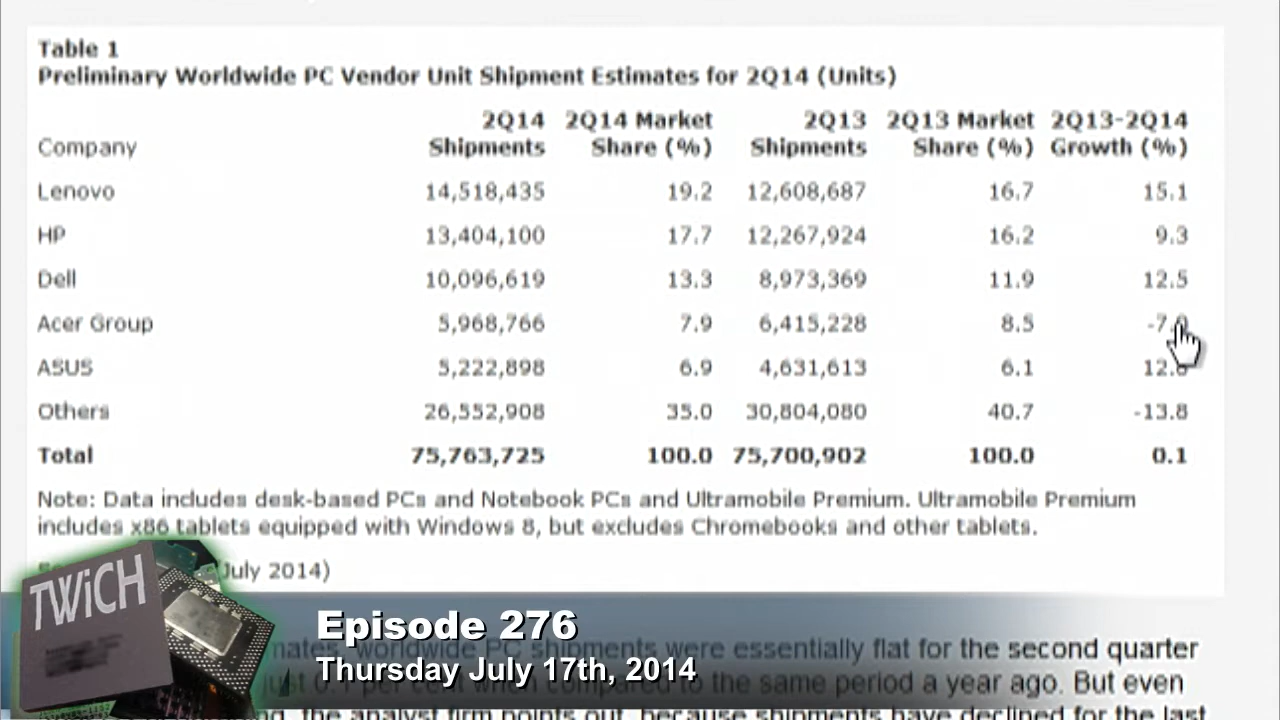 Table 1
Preliminary Worldwide PC Vendor Unit Shipment Estimates for 2Q14 (Units)
2Q14 2Q14 Market 2Q13 2Q13 Market 2Q13-2Q14
Company Shipments Share (%) Shipments Share (%) Growth (%)
Lenovo 14,518,435 19.2 12,608,687 16.7 15.1
HP 13,404,100 17.7 12,267,924 16.2 9.3
Dell 10,096,619 13.3 8,973,369 11.9 12.5
Acer Group 5,968,766 7.9 6,415,228 8.5
ASUS 5,222,898 6.9 4,631,613 6.1
Others 26,552,908 35.0 30,804,080 40.7 -13.8
Total 75,763,725 100.0 75,700,902 100.0 0.1
Note: Data includes desk-based PCs and Notebook PCs and Ultramobile Premium. Ultramobile Premium
includes x86 tablets equipped with Windows 8, but excludes Chromebooks and other tablets.
(July 2014)
TWiCH
Episode 276
Thursday July 17th, 2014
worldwide PC shipments were essentially flat for the second quarter
per cent when compared to the same period a year ago. But even
the analyst firm points out, because shipments have declined for the last